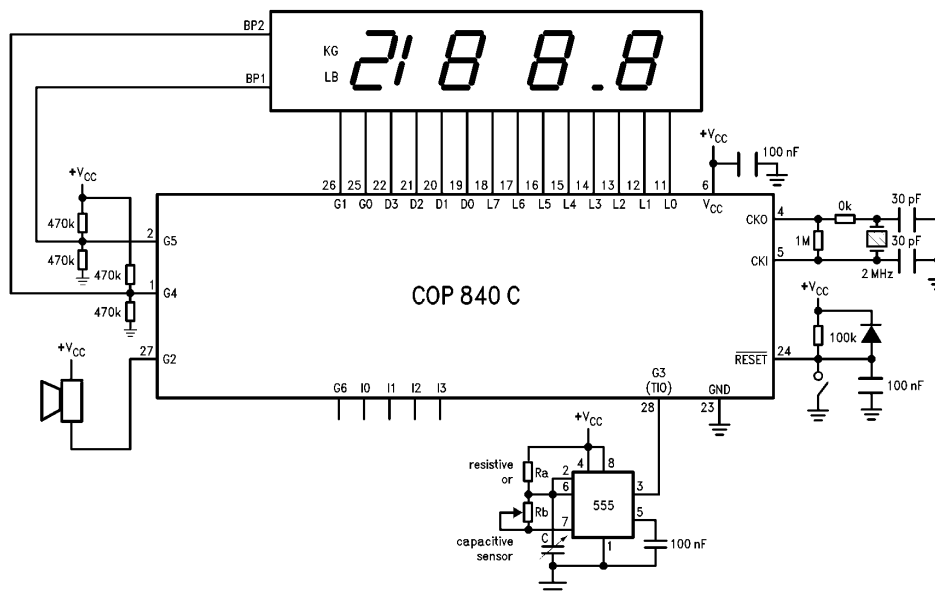 BP2
KG
LB
2188.8
BP1
+VCC
100 nF
26 25 22 21 20 19 18 17 16 15 14 13 12 11 6
G1 G0 D3 D2 D1 D0 L7 L6 L5 L4 L3 L2 L1 L0 VCC
+VCC
470k
470k
2 G5
470k
1 G4
470k
CKO 4
0k
30 pF
1M
30 pF
CKI 5
2 MHz
COP 840 C
+VCC
100k
+VCC
27 G2
RESET 24
100 nF
G6 I0 I1 I2 I3
G3
(TIO)
28
GND
23
+VCC
resistive
or
Ra
4 8
2
6
555
3
Rb
7
5
capacitive
sensor
C
1
100 nF